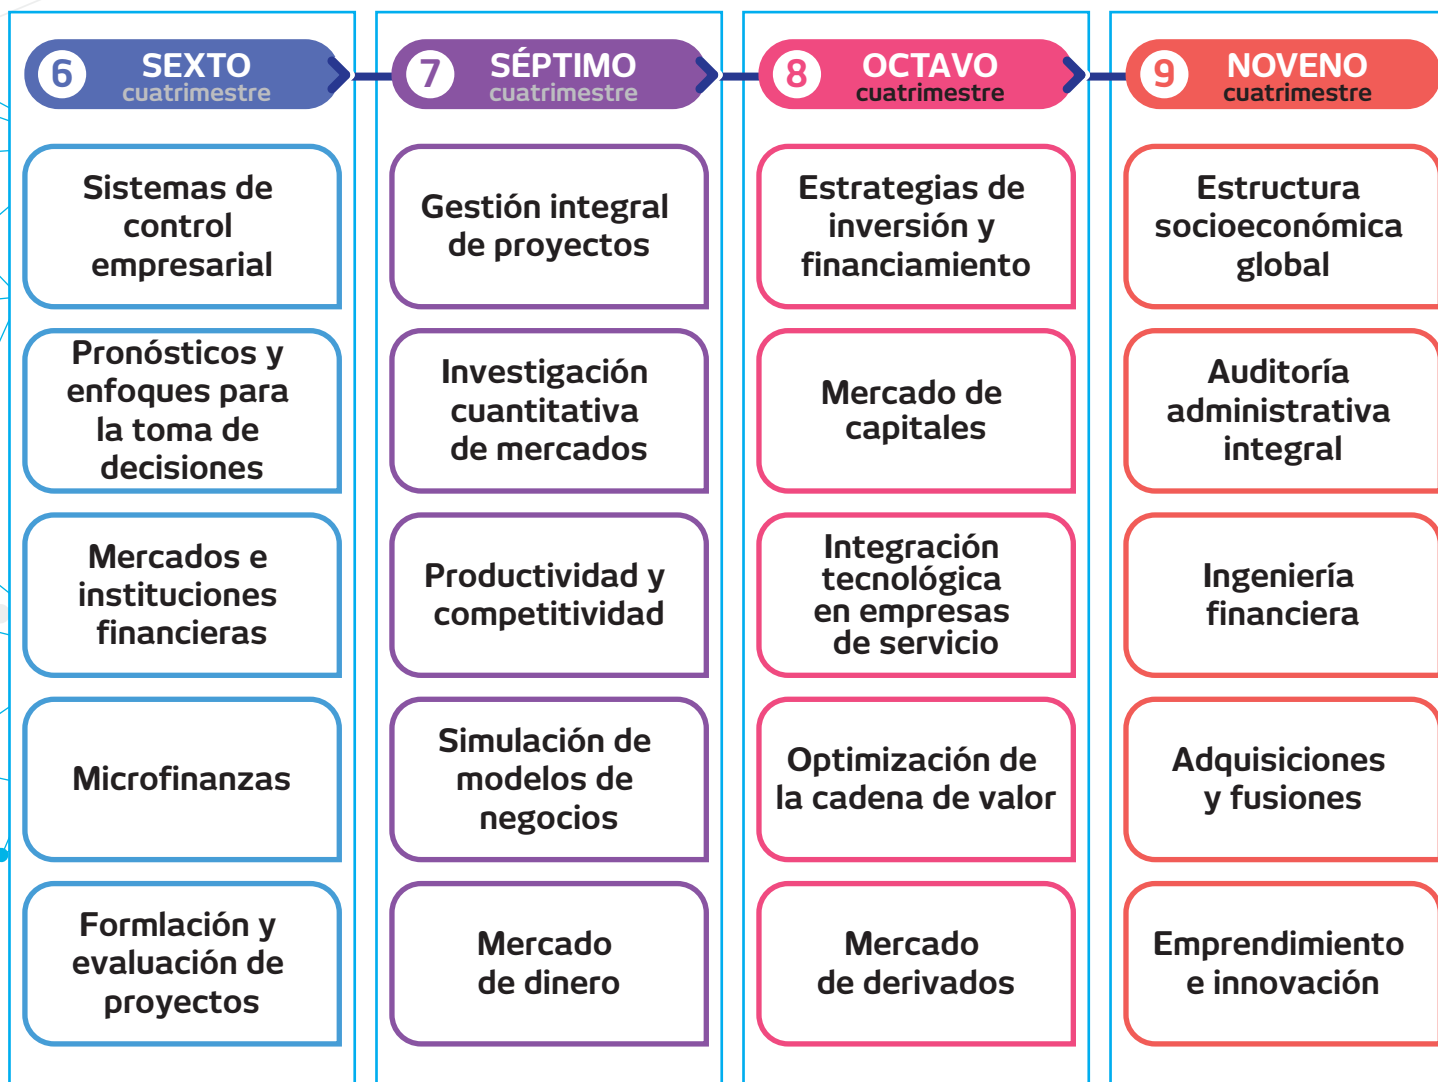 6
SEXTO
cuatrimestre
Sistemas de
control
empresarial
Pronósticos y
enfoques para
la toma de
decisiones
Mercados e
instituciones
financieras
Microfinanzas
Formlación y
evaluación de
proyectos
7
SÉPTIMO
cuatrimestre
Gestión integral
de proyectos
Investigación
cuantitativa
de mercados
Productividad y
competitividad
Simulación de
modelos de
negocios
Mercado
de dinero
8
OCTAVO
cuatrimestre
Estrategias de
inversión y
financiamiento
Mercado de
capitales
Integración
tecnológica
en empresas
de servicio
Optimización de
la cadena de valor
Mercado
de derivados
9
NOVENO
cuatrimestre
Estructura
socioeconómica
global
Auditoría
administrativa
integral
Ingeniería
financiera
Adquisiciones
y fusiones
Emprendimiento
e innovación